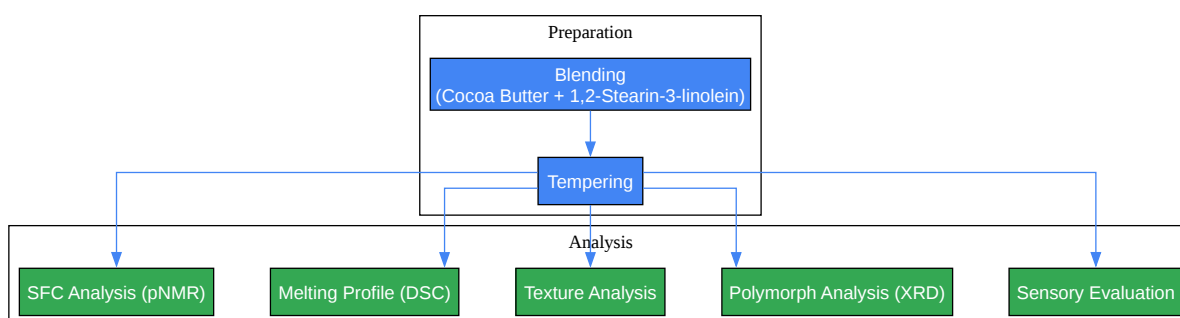 Preparation
Blending
(Cocoa Butter + 1,2-Stearin-3-linolein)
Tempering
Analysis
SFC Analysis (pNMR)
Melting Profile (DSC)
Texture Analysis
Polymorph Analysis (XRD)
Sensory Evaluation